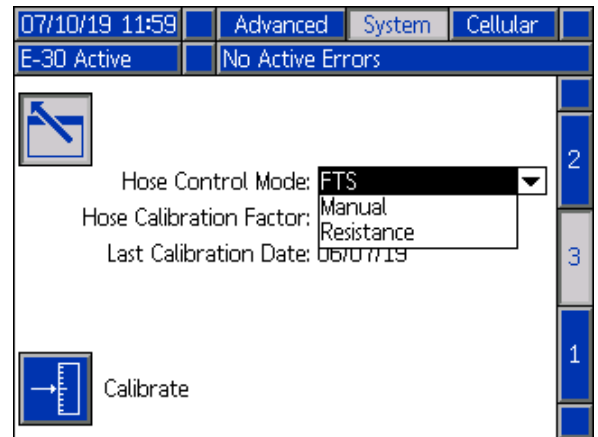 07/10/19 11:59 Advanced System Cellular
E-30 Active No Active Errors
2
Hose Control Mode: FTS
Manual
Hose Calibration Factor:
Resistance
Last Calibration Date: 06/07/19
3
1
Calibrate